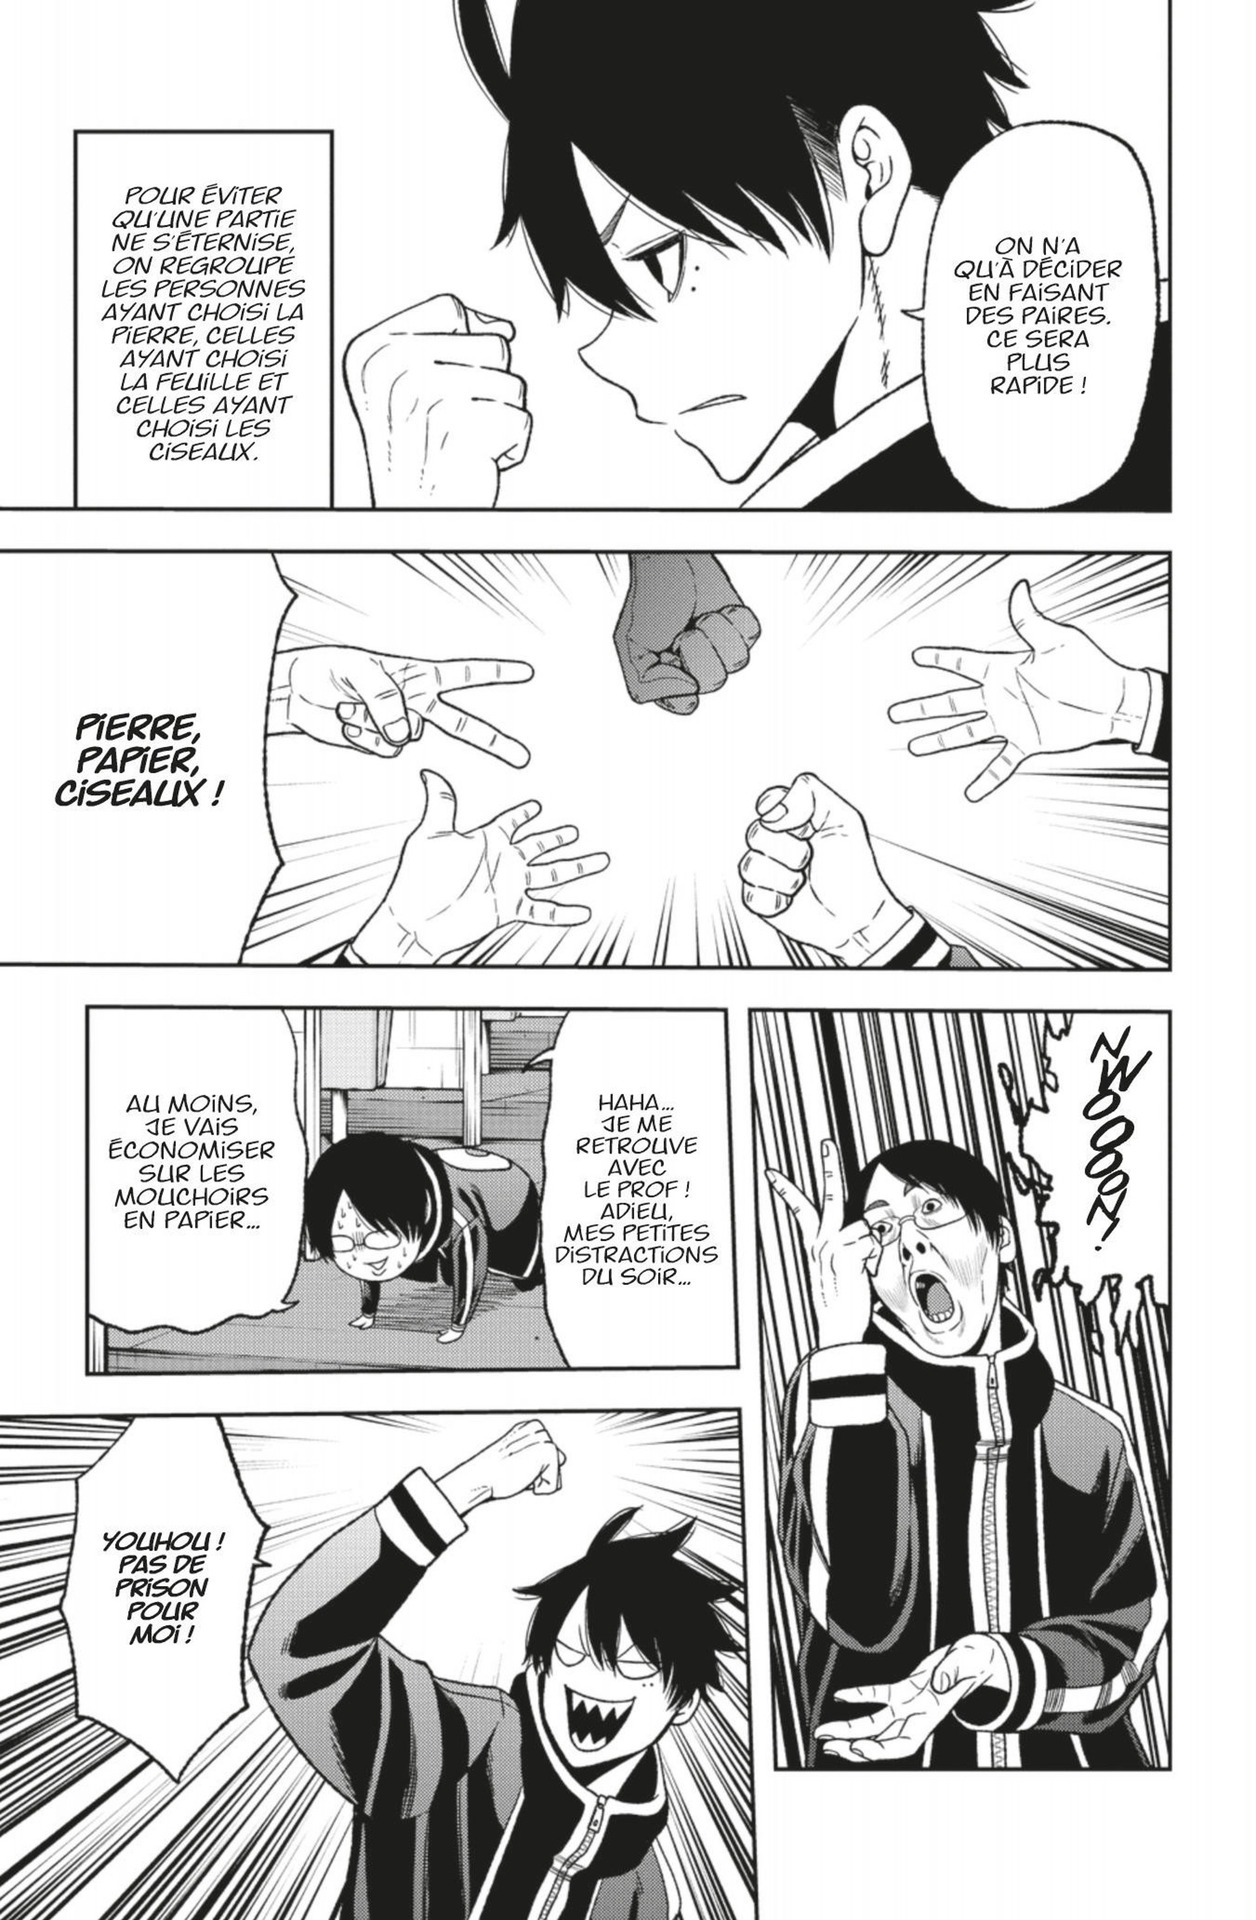 ON N'A
QU'À DÉCIDER
EN FAISANT
DES PAIRES.
CE SERA
PLUS
RAPIDE !
POUR ÉVITER
QU'UNE PARTIE
NE S'ÉTERNISE,
ON REGROUPE
LES PERSONNES
AYANT CHOISI LA
PIERRE, CELLES
AYANT CHOISI
LA FEUILLE ET
CELLES AYANT
CHOISI LES
CISEAUX.
PIERRE,
PAPIER,
CISEAUX !
NWOOOON !
HAHA...
JE ME
RETROUVE
AVEC
LE PROF !
ADIEU,
MES PETITES
DISTRACTIONS
DU SOIR...
AU MOINS,
JE VAIS
ÉCONOMISER
SUR LES
MOUCHOIRS
EN PAPIER...
YOUHOU !
PAS DE
PRISON
POUR
MOI !